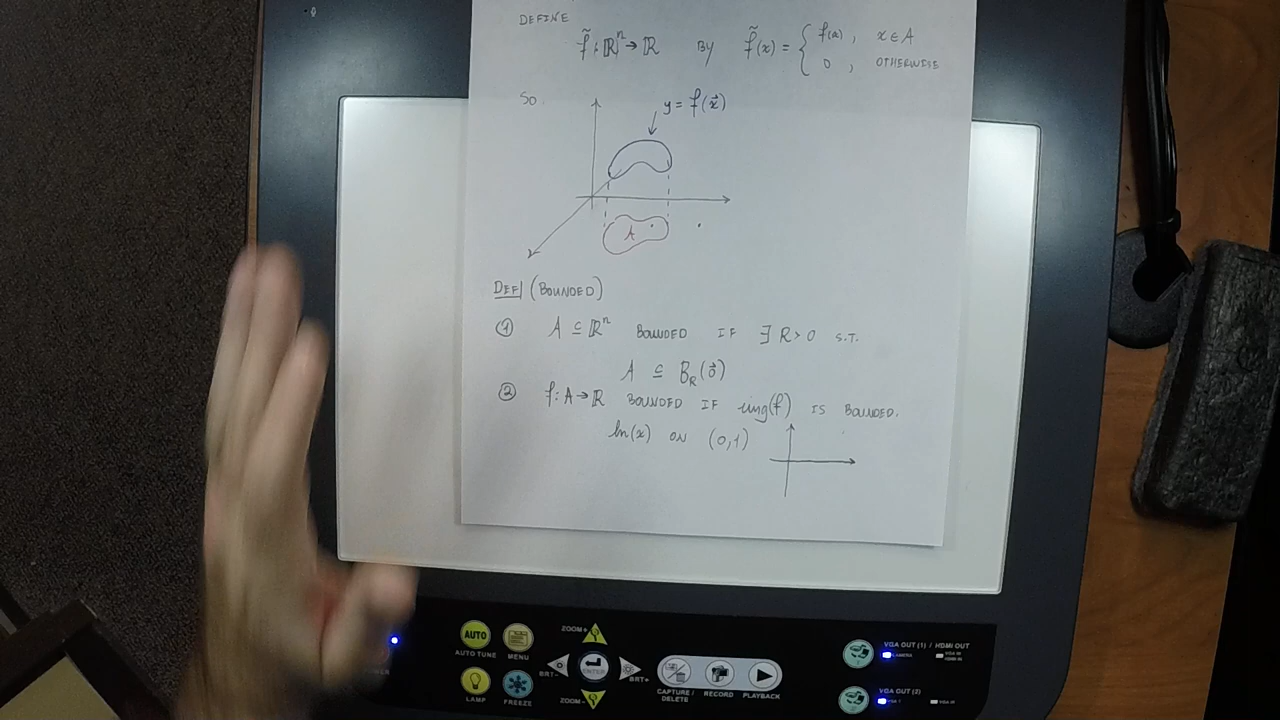 DEFINE
f̃ : ℝⁿ → ℝ BY f̃(x) = { f(x) , x ∈ A
0 , OTHERWISE
SO.
y = f(x⃗)
A
DEF| (BOUNDED)
① A ⊆ ℝⁿ BOUNDED IF ∃ R > 0 S.T.
A ⊆ B_R(0⃗)
② f: A → ℝ BOUNDED IF img(f) IS BOUNDED.
ln(x) ON (0,1)
AUTO
AUTO TUNE
MENU
ZOOM+
BRT-
ENTER
BRT+
ZOOM-
LAMP
FREEZE
CAPTURE / DELETE
RECORD
PLAYBACK
VGA OUT (1) / HDMI OUT
CAMERA
VGA OUT (2)